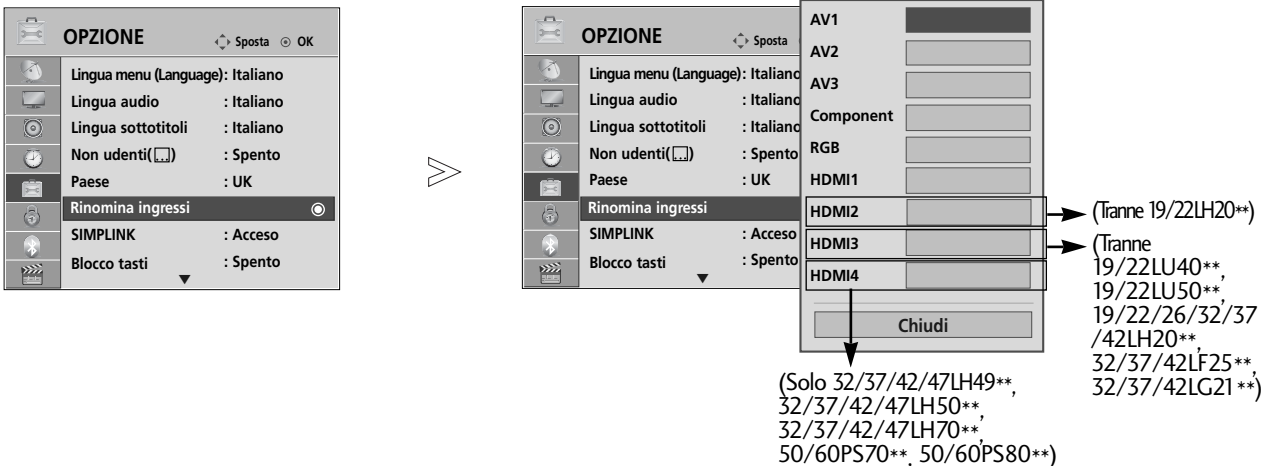 OPZIONE
Sposta OK
Lingua menu (Language): Italiano
Lingua audio : Italiano
Lingua sottotitoli : Italiano
Non udenti( ) : Spento
Paese : UK
Rinomina ingressi
SIMPLINK : Acceso
Blocco tasti : Spento
OPZIONE
Sposta
Lingua menu (Language): Italiano
Lingua audio : Italiano
Lingua sottotitoli : Italiano
Non udenti( ) : Spento
Paese : UK
Rinomina ingressi
SIMPLINK : Acceso
Blocco tasti : Spento
AV1
AV2
AV3
Component
RGB
HDMI1
HDMI2
HDMI3
HDMI4
Chiudi
(Tranne 19/22LH20**)
(Tranne
19/22LU40**,
19/22LU50**,
19/22/26/32/37
/42LH20**,
32/37/42LF25**,
32/37/42LG21**)
(Solo 32/37/42/47LH49**,
32/37/42/47LH50**,
32/37/42/47LH70**,
50/60PS70**, 50/60PS80**)